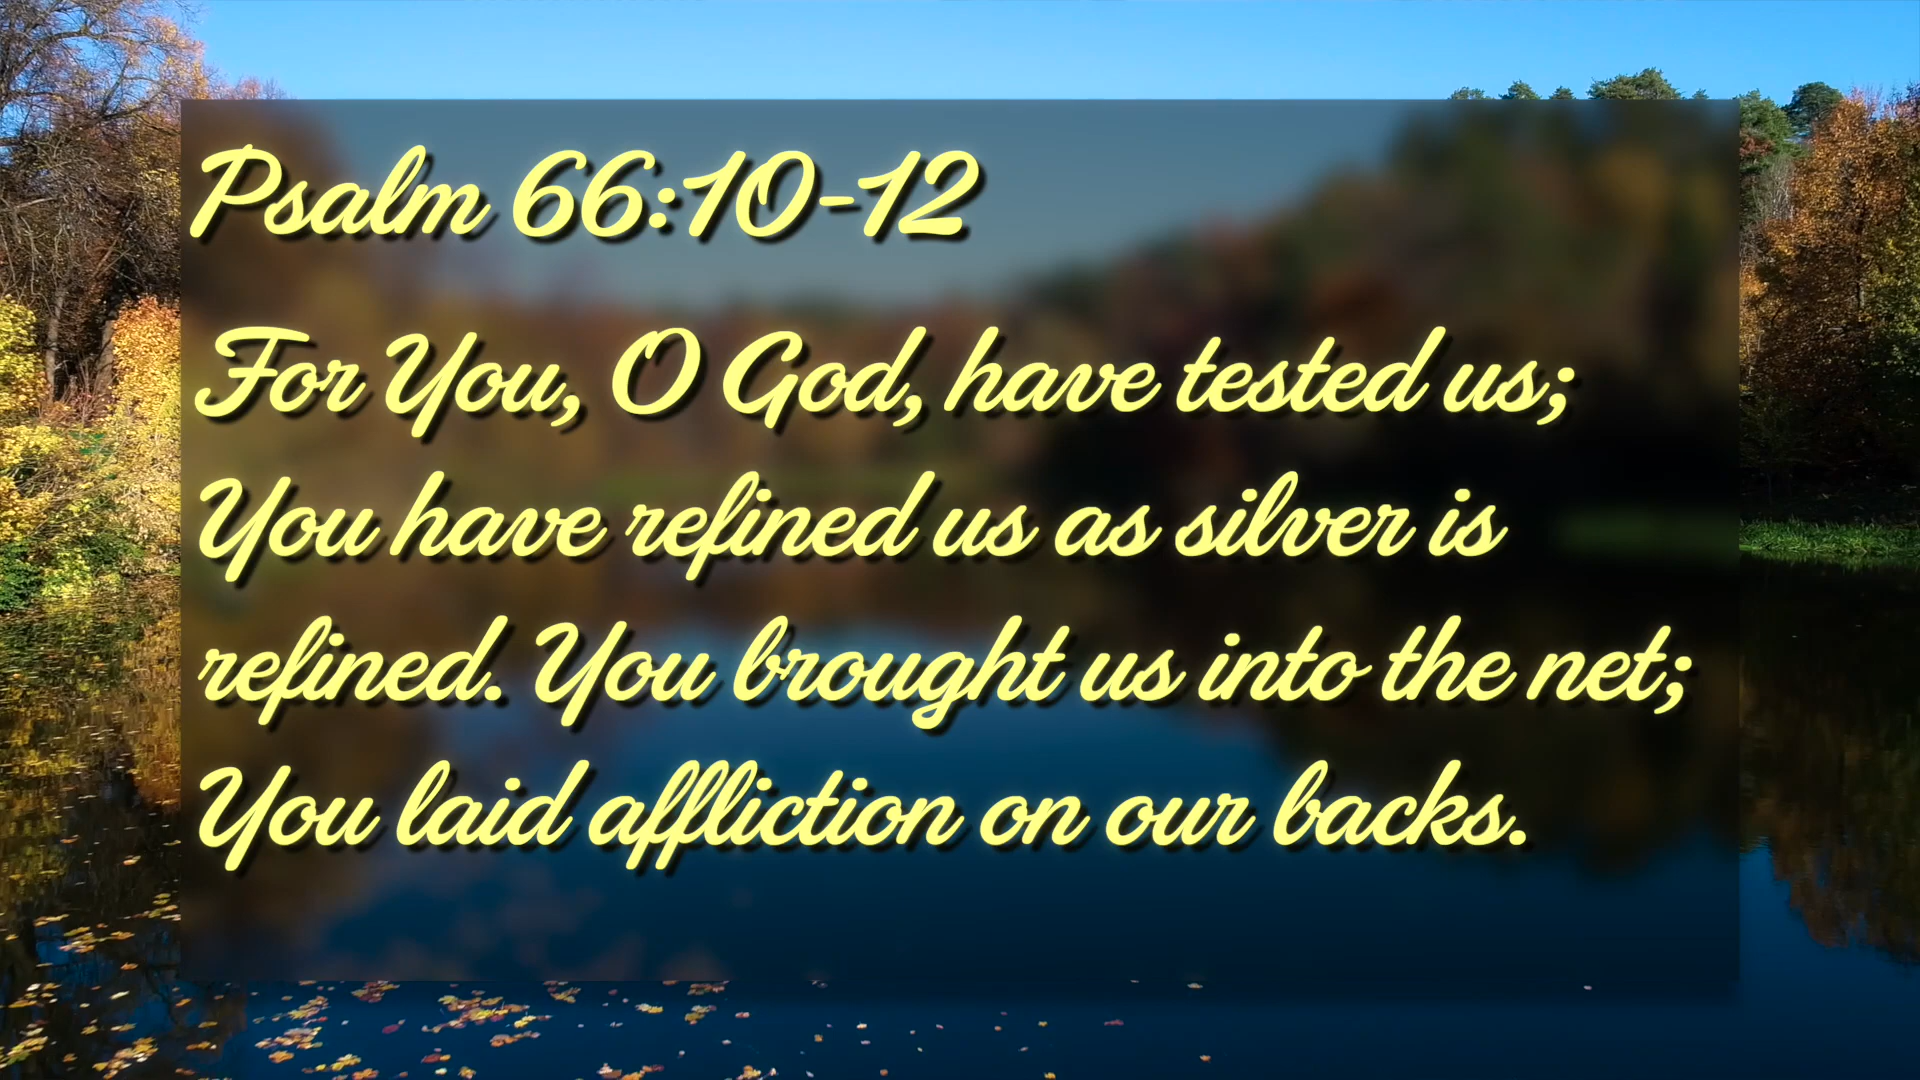 Psalm 66:10-12
For You, O God, have tested us;
You have refined us as silver is
refined. You brought us into the net;
You laid affliction on our backs.